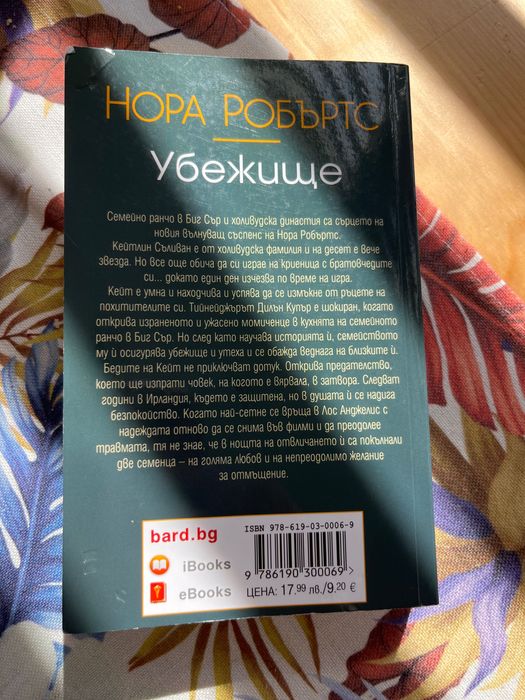 НОРА РОБЪРТС
Убежище
Семейно ранчо в Биг Сър и холивудска династия са сърцето на
новия вълнуващ съспенс на Нора Робъртс.
Кейтлин Съливан е от холивудска фамилия и на десет е вече
звезда. Но все още обича да си играе на криеница с братовчедите
си... докато един ден изчезва по време на игра.
Кейт е умна и находчива и успява да се измъкне от ръцете на
похитителите си. Тийнейджърът Дилън Купър е шокиран, когато
открива израненото и ужасено момиченце в кухнята на семейното
ранчо в Биг Сър. Но след като научава историята ѝ, семейството
му ѝ осигурява убежище и утеха и се обажда веднага на близките ѝ.
Бедите на Кейт не приключват дотук. Открива предателство,
което ще изпрати човек, на когото е вярвала, в затвора. Следват
години в Ирландия, където е защитена, но в душата ѝ се надига
безпокойство. Когато най-сетне се връща в Лос Анджелис с
надеждата отново да се снима във филми и да преодолее
травмата, тя не знае, че в нощта на отвличането ѝ са покълнали
две семенца – на голяма любов и на непреодолимо желание
за отмъщение.
bard.bg
iBooks
eBooks
ISBN 978-619-03-0006-9
9 786190 300069>
ЦЕНА: 17,99 лв./9,20 €